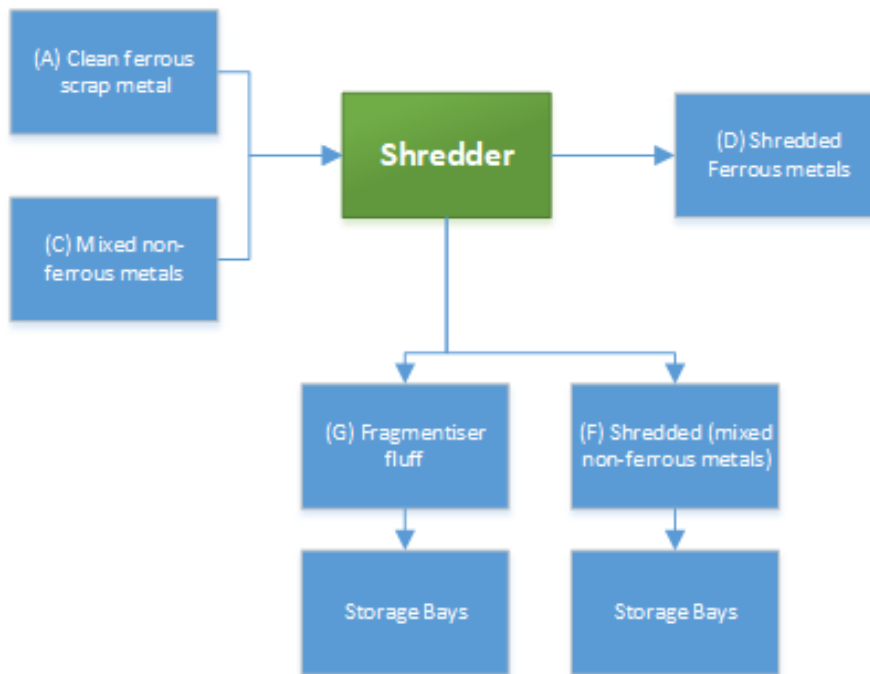 (A) Clean ferrous
scrap metal
Shredder
(D) Shredded
Ferrous metals
(C) Mixed non-
ferrous metals
(G) Fragmentiser
fluff
(F) Shredded (mixed
non-ferrous metals)
Storage Bays
Storage Bays